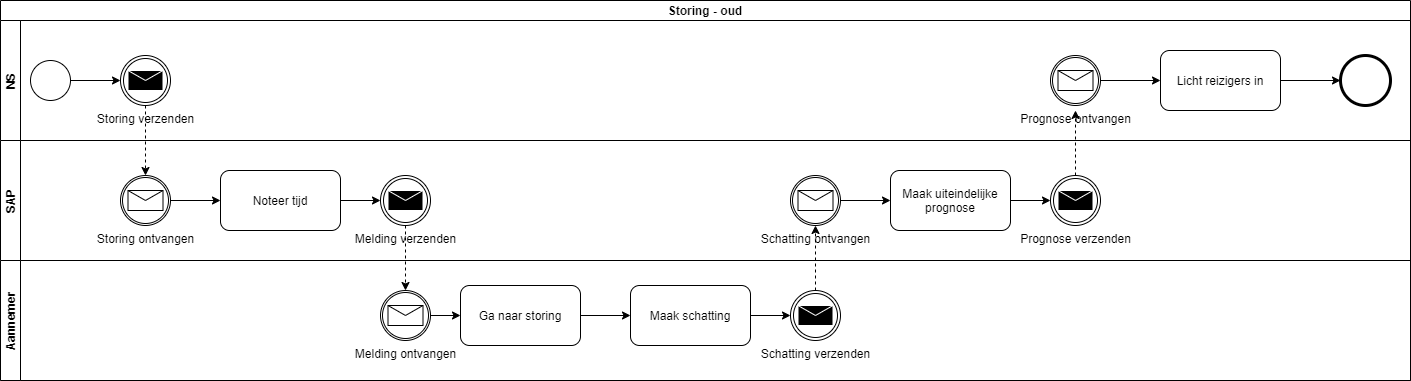 Storing - oud
NS
Storing verzenden
Prognose ontvangen
Licht reizigers in
SAP
Storing ontvangen
Noteer tijd
Melding verzenden
Schatting ontvangen
Maak uiteindelijke
prognose
Prognose verzenden
Aannemer
Melding ontvangen
Ga naar storing
Maak schatting
Schatting verzenden